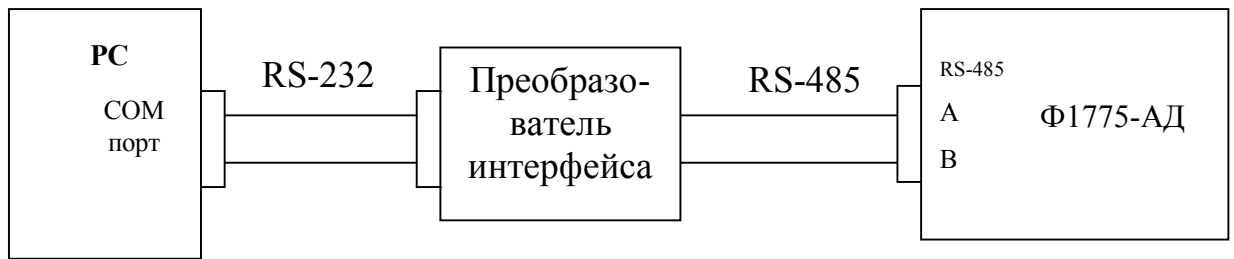 PC
COM
порт
RS-232
Преобразо-
ватель
интерфейса
RS-485
RS-485
A
B
Ф1775-АД